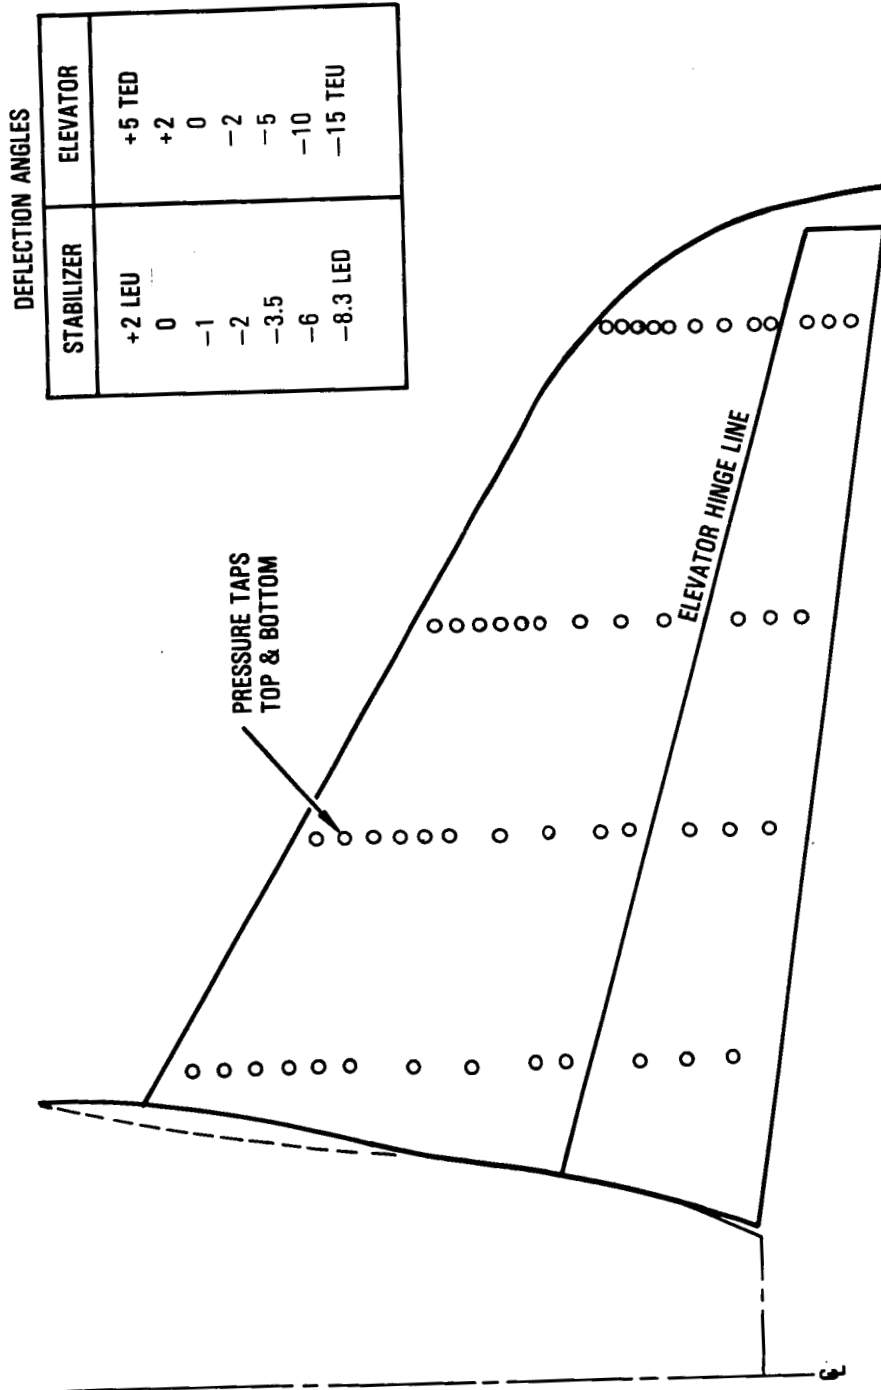 DEFLECTION ANGLES
STABILIZER ELEVATOR
+2 LEU +5 TED
0 +2
−1 0
−2 −2
−3.5 −5
−6 −10
−8.3 LED −15 TEU
PRESSURE TAPS
TOP & BOTTOM
ELEVATOR HINGE LINE
℄